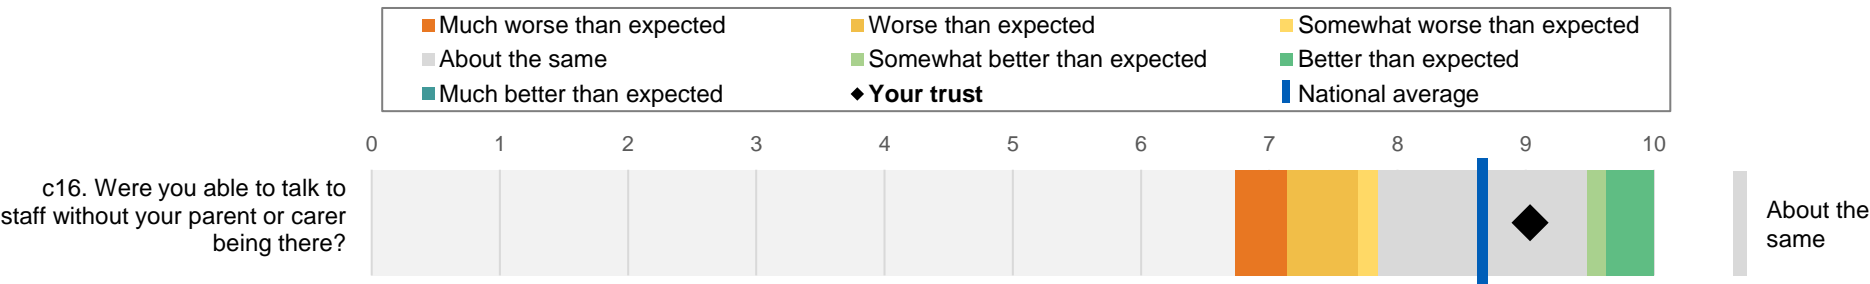 Much worse than expected Worse than expected Somewhat worse than expected
About the same Somewhat better than expected Better than expected
Much better than expected Your trust National average
0 1 2 3 4 5 6 7 8 9 10
c16. Were you able to talk to
staff without your parent or carer
being there?
About the
same